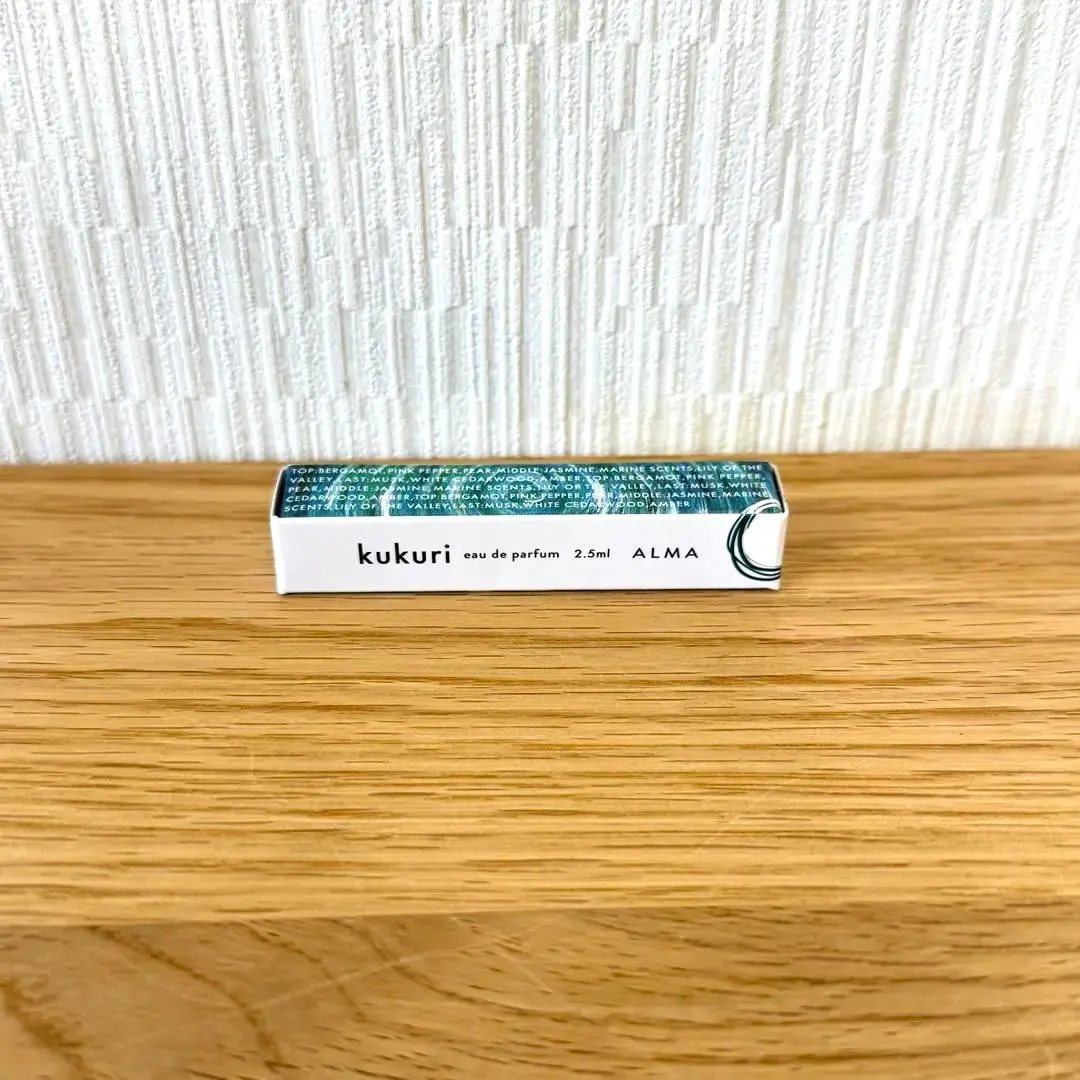 TOP:BERGAMOT,PINK PEPPER,PEAR,MIDDLE:JASMINE,MARINE SCENTS,LILY OF THE
VALLEY,LAST:MUSK,WHITE CEDARWOOD,AMBER,TOP:BERGAMOT,PINK PEPPER,
PEAR,MIDDLE:JASMINE, MARINE SCENTS,LILY OF THE VALLEY,LAST:MUSK,WHITE
CEDARWOOD,AMBER,TOP:BERGAMOT,PINK PEPPER,PEAR,MIDDLE:JASMINE,MARINE
SCENTS,LILY OF THE VALLEY,LAST:MUSK,WHITE CEDARWOOD,AMBER
kukuri eau de parfum 2.5ml ALMA